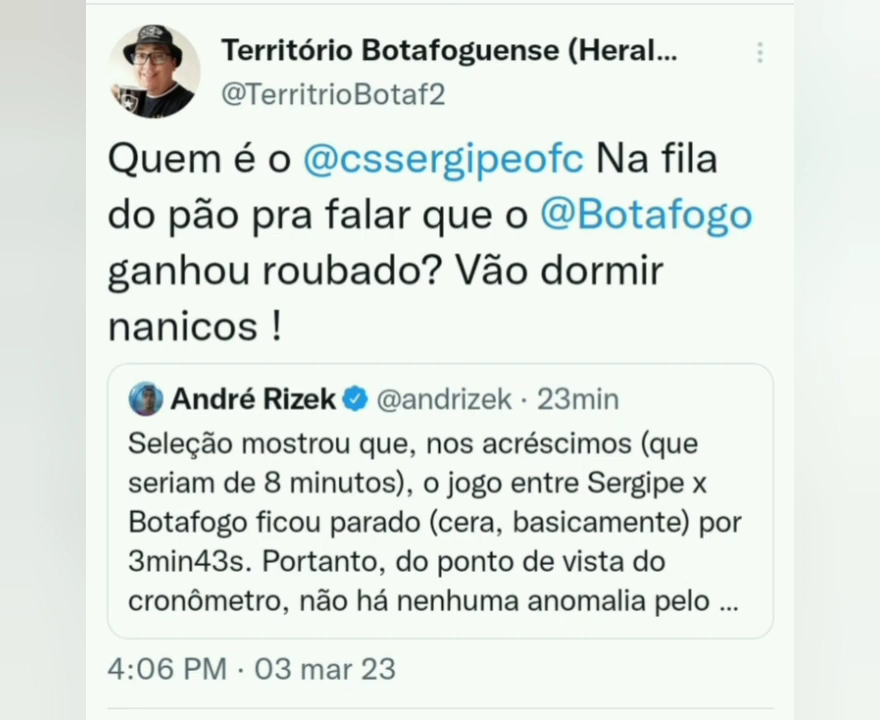 Território Botafoguense (Heral...
@TerritrioBotaf2
Quem é o @cssergipeofc Na fila
do pão pra falar que o @Botafogo
ganhou roubado? Vão dormir
nanicos !
André Rizek @andrizek · 23min
Seleção mostrou que, nos acréscimos (que
seriam de 8 minutos), o jogo entre Sergipe x
Botafogo ficou parado (cera, basicamente) por
3min43s. Portanto, do ponto de vista do
cronômetro, não há nenhuma anomalia pelo ...
4:06 PM · 03 mar 23